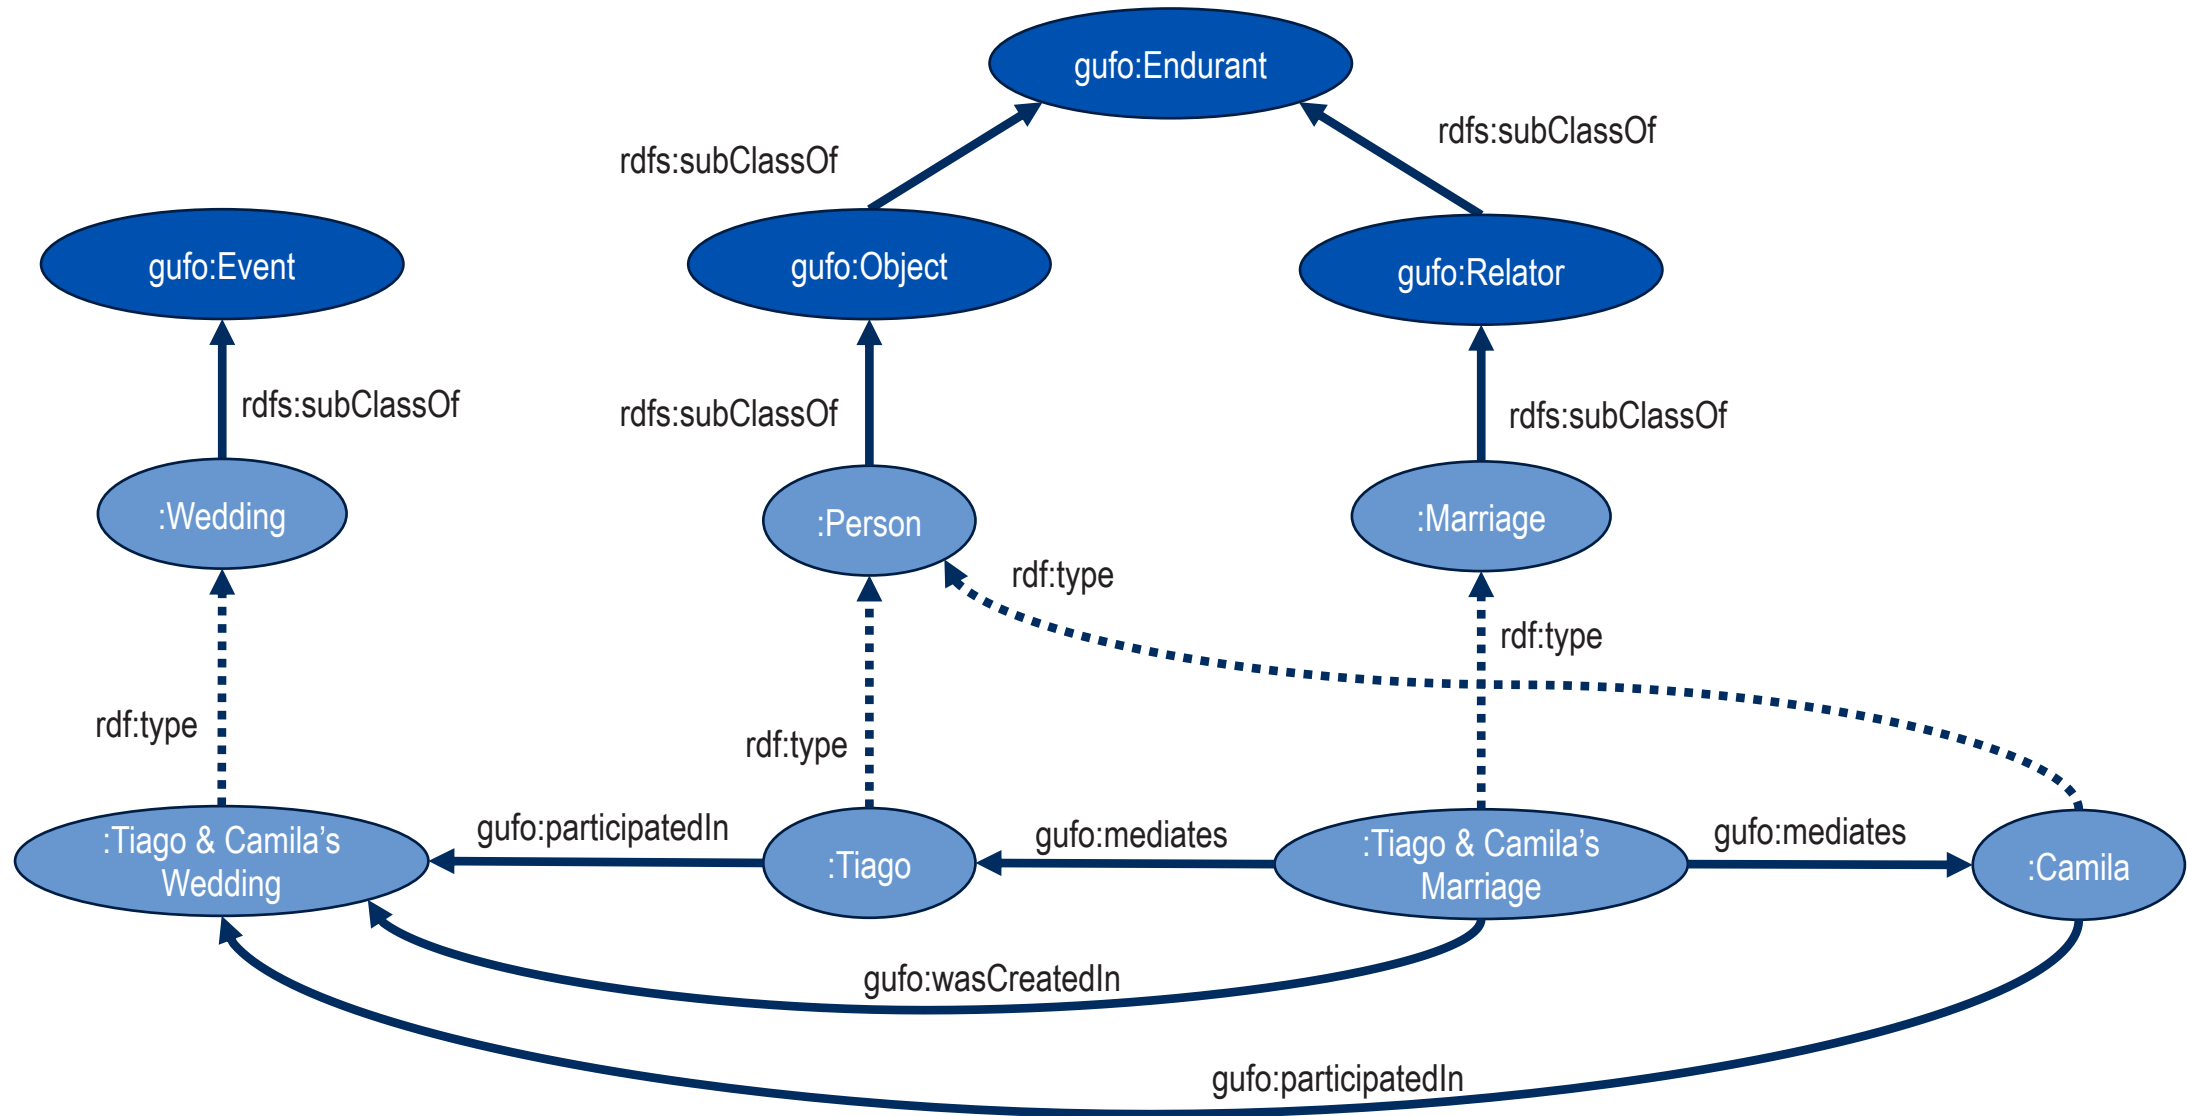 gufo:Endurant
rdfs:subClassOf
rdfs:subClassOf
gufo:Event
gufo:Object
gufo:Relator
rdfs:subClassOf
rdfs:subClassOf
rdfs:subClassOf
:Wedding
:Person
:Marriage
rdf:type
rdf:type
rdf:type
rdf:type
:Tiago & Camila’s
Wedding
gufo:participatedIn
:Tiago
gufo:mediates
:Tiago & Camila’s
Marriage
gufo:mediates
:Camila
gufo:wasCreatedIn
gufo:participatedIn